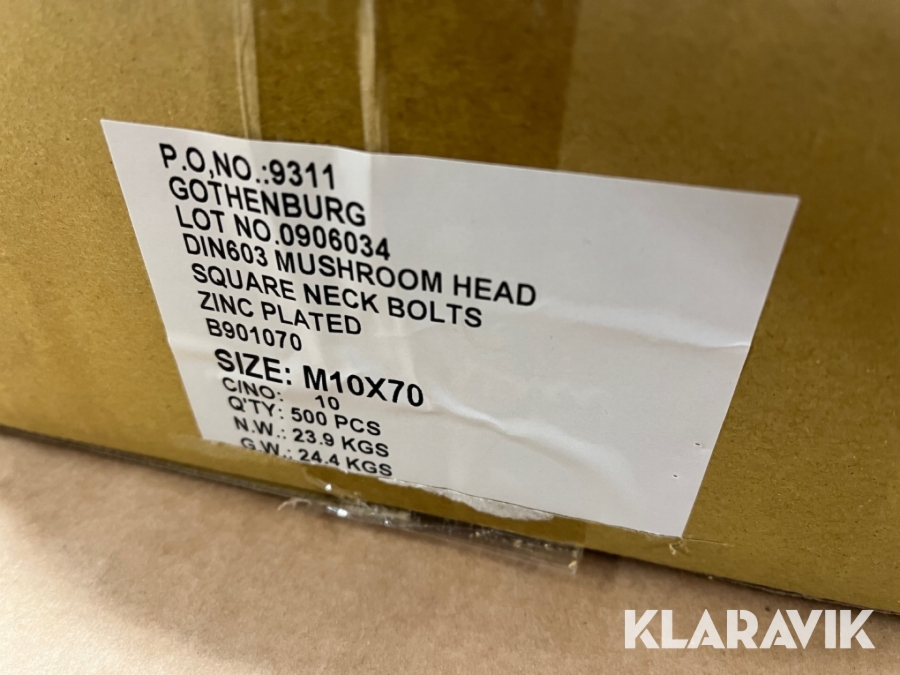 P.O,NO.:9311
GOTHENBURG
LOT NO.0906034
DIN603 MUSHROOM HEAD
SQUARE NECK BOLTS
ZINC PLATED
B901070
SIZE: M10X70
C/NO: 10
Q'TY: 500 PCS
N.W.: 23.9 KGS
G.W.: 24.4 KGS
KLARAVIK